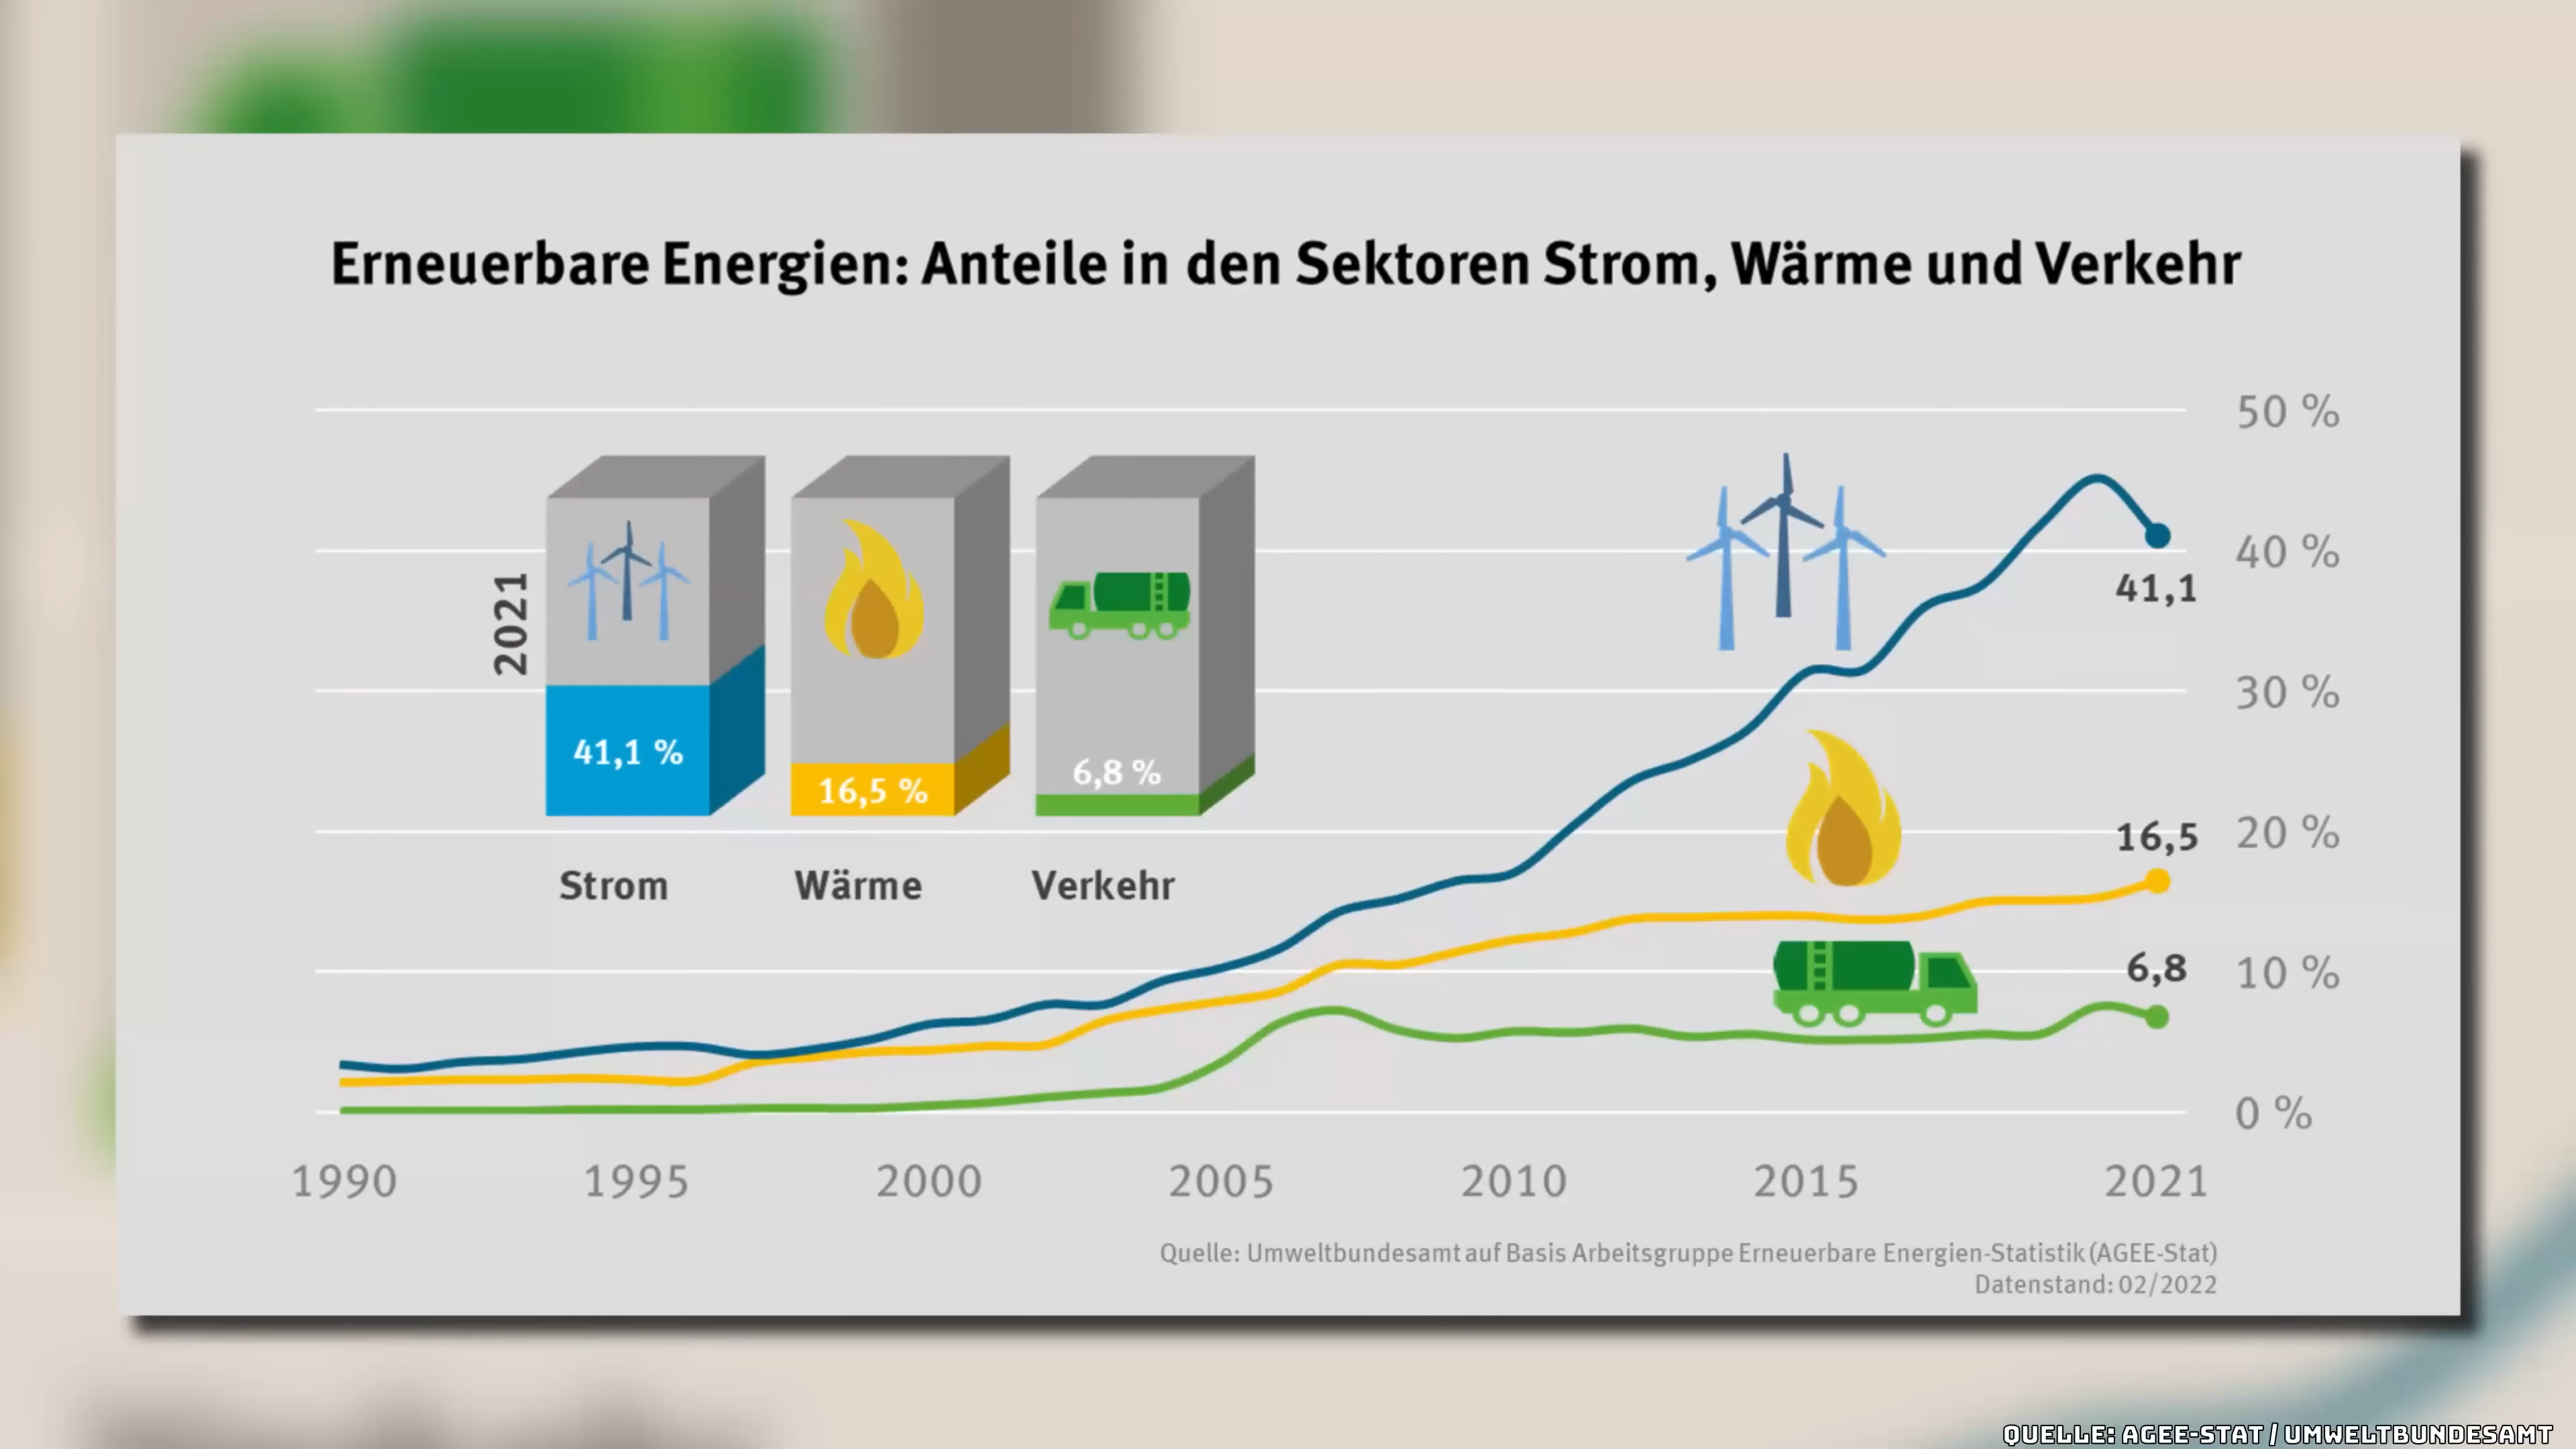 Erneuerbare Energien: Anteile in den Sektoren Strom, Wärme und Verkehr
50 %
40 %
30 %
20 %
10 %
0 %
2021
41,1 %
16,5 %
6,8 %
Strom
Wärme
Verkehr
41,1
16,5
6,8
1990
1995
2000
2005
2010
2015
2021
Quelle: Umweltbundesamt auf Basis Arbeitsgruppe Erneuerbare Energien-Statistik (AGEE-Stat)
Datenstand: 02/2022
QUELLE: AGEE-STAT / UMWELTBUNDESAMT